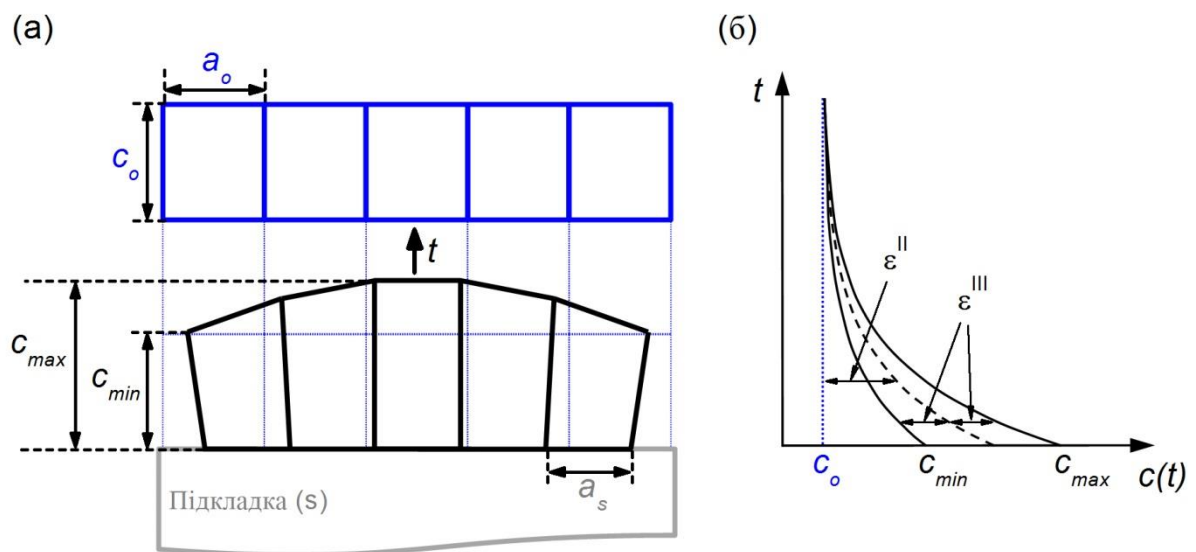 (а)
a_o
c_o
t
c_max
c_min
a_s
Підкладка (s)
(б)
t
ε^II
ε^III
c_o
c_min
c_max
c(t)